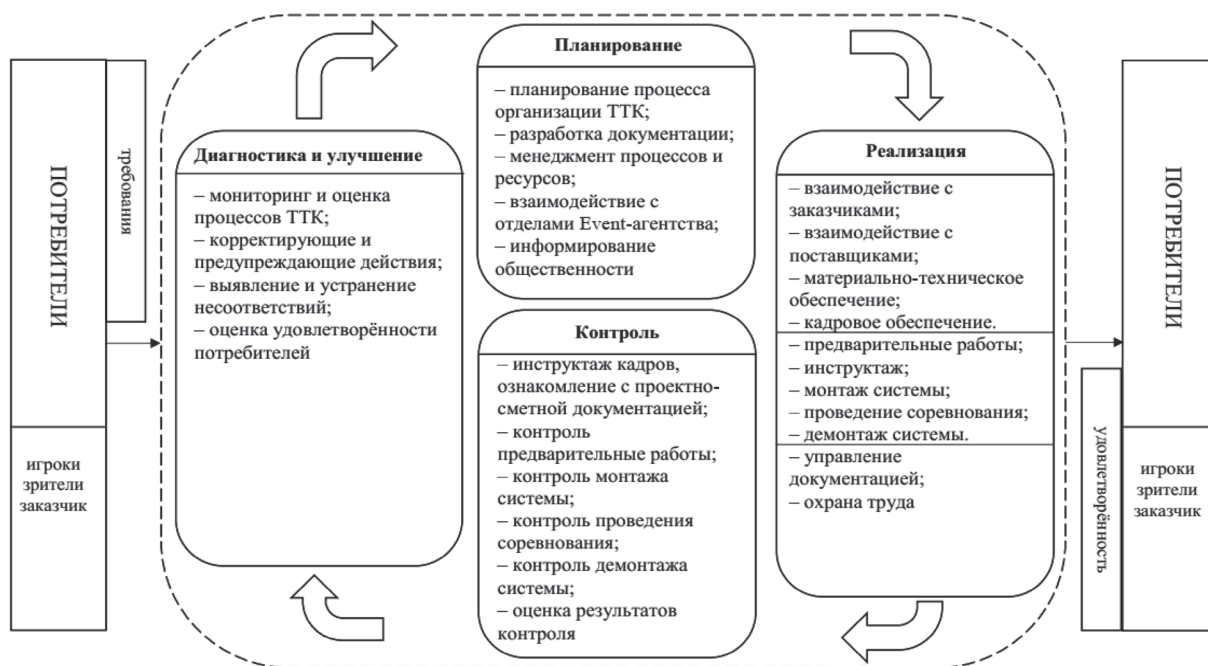 ПОТРЕБИТЕЛИ
игроки
зрители
заказчик
требования
Диагностика и улучшение
– мониторинг и оценка
процессов ТТК;
– корректирующие и
предупреждающие действия;
– выявление и устранение
несоответствий;
– оценка удовлетворённости
потребителей
Планирование
– планирование процесса
организации ТТК;
– разработка документации;
– менеджмент процессов и
ресурсов;
– взаимодействие с
отделами Event-агентства;
– информирование
общественности
Контроль
– инструктаж кадров,
ознакомление с проектно-
сметной документацией;
– контроль
предварительные работы;
– контроль монтажа
системы;
– контроль проведения
соревнования;
– контроль демонтажа
системы;
– оценка результатов
контроля
Реализация
– взаимодействие с
заказчиками;
– взаимодействие с
поставщиками;
– материально-техническое
обеспечение;
– кадровое обеспечение.
– предварительные работы;
– инструктаж;
– монтаж системы;
– проведение соревнования;
– демонтаж системы.
– управление
документацией;
– охрана труда
удовлетворённость
ПОТРЕБИТЕЛИ
игроки
зрители
заказчик